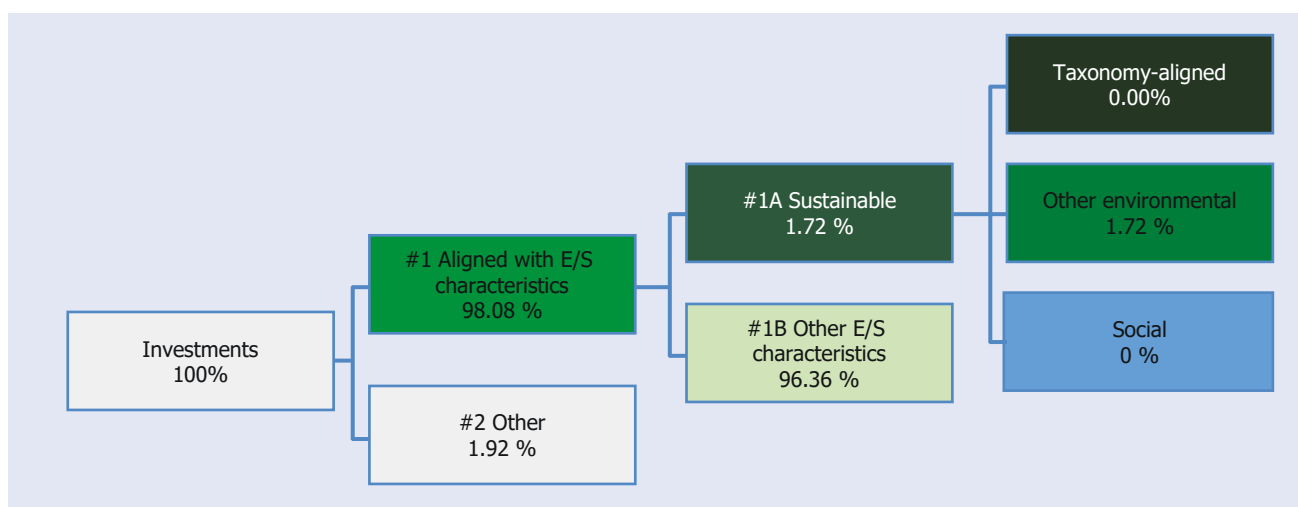 Investments
100%
#1 Aligned with E/S
characteristics
98.08 %
#2 Other
1.92 %
#1A Sustainable
1.72 %
#1B Other E/S
characteristics
96.36 %
Taxonomy-aligned
0.00%
Other environmental
1.72 %
Social
0 %